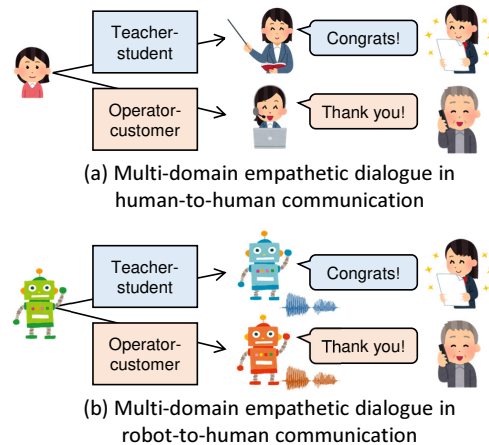 Teacher-
student
Congrats!
Operator-
customer
Thank you!
(a) Multi-domain empathetic dialogue in
human-to-human communication
Teacher-
student
Congrats!
Operator-
customer
Thank you!
(b) Multi-domain empathetic dialogue in
robot-to-human communication